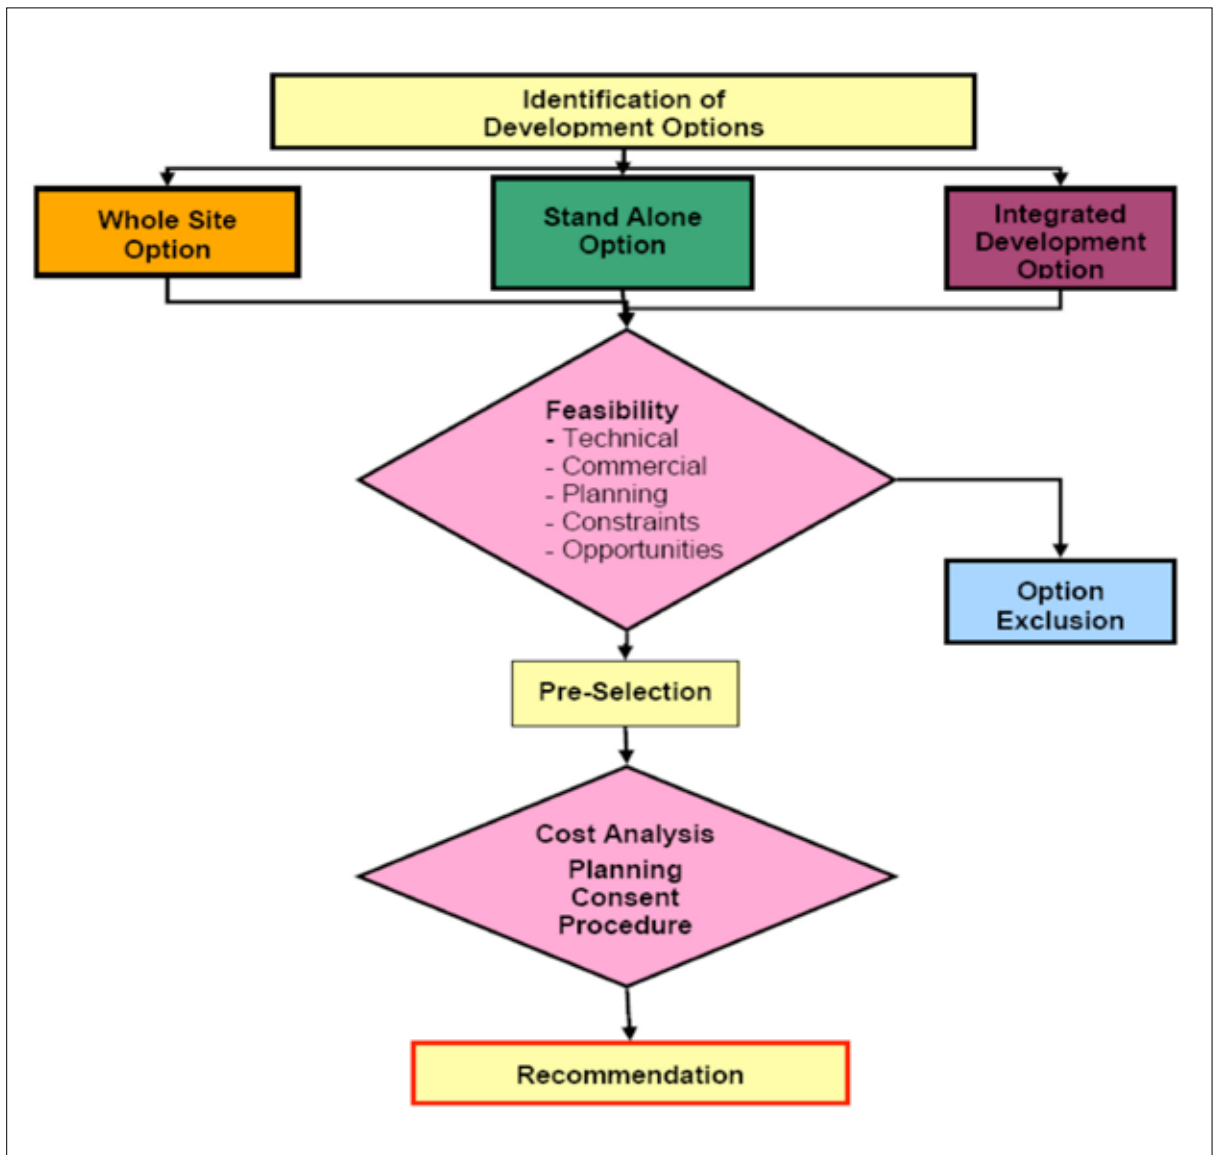 Identification of
Development Options
Whole Site
Option
Stand Alone
Option
Integrated
Development
Option
Feasibility
- Technical
- Commercial
- Planning
- Constraints
- Opportunities
Option
Exclusion
Pre-Selection
Cost Analysis
Planning
Consent
Procedure
Recommendation